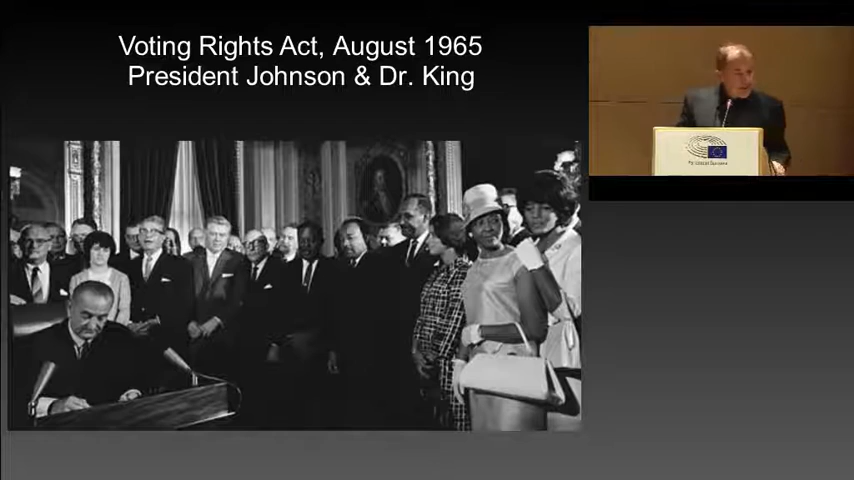 Voting Rights Act, August 1965
President Johnson & Dr. King